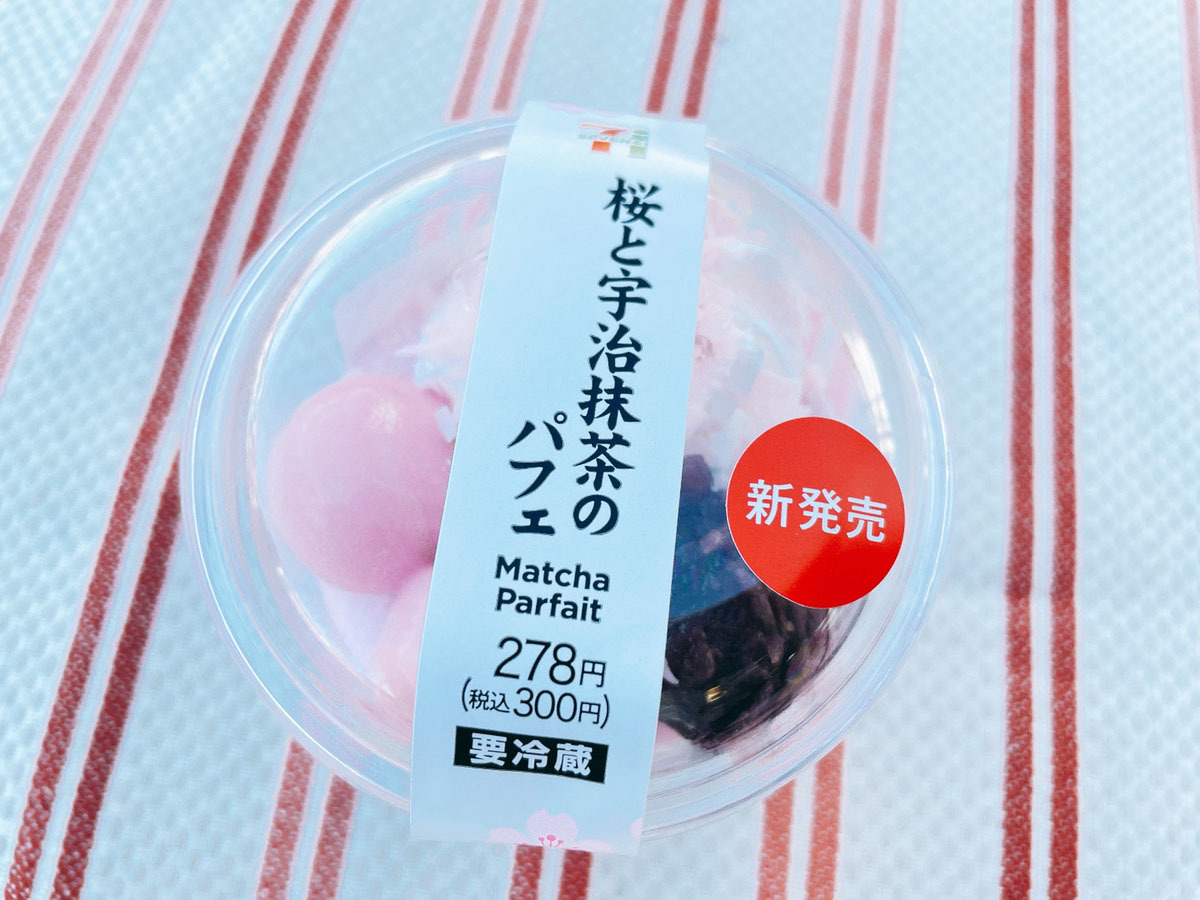 桜と宇治抹茶の
パフェ
Matcha
Parfait
278円
(税込300円)
要冷蔵
新発売